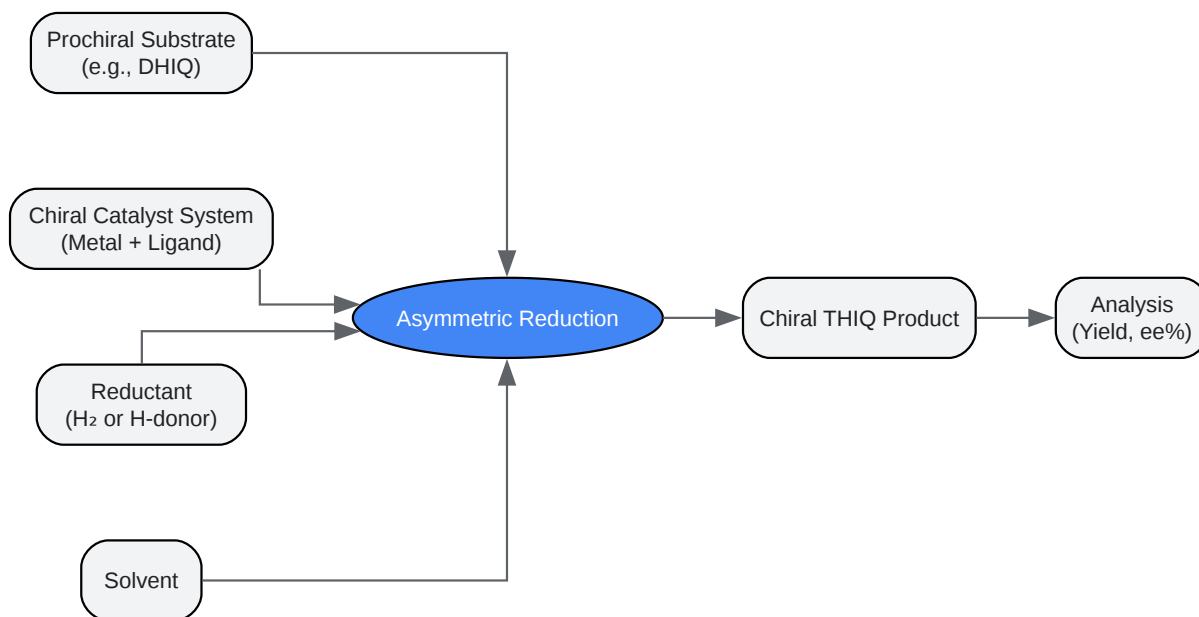 Prochiral Substrate
(e.g., DHIQ)
Chiral Catalyst System
(Metal + Ligand)
Reductant
(H₂ or H-donor)
Solvent
Asymmetric Reduction
Chiral THIQ Product
Analysis
(Yield, ee%)